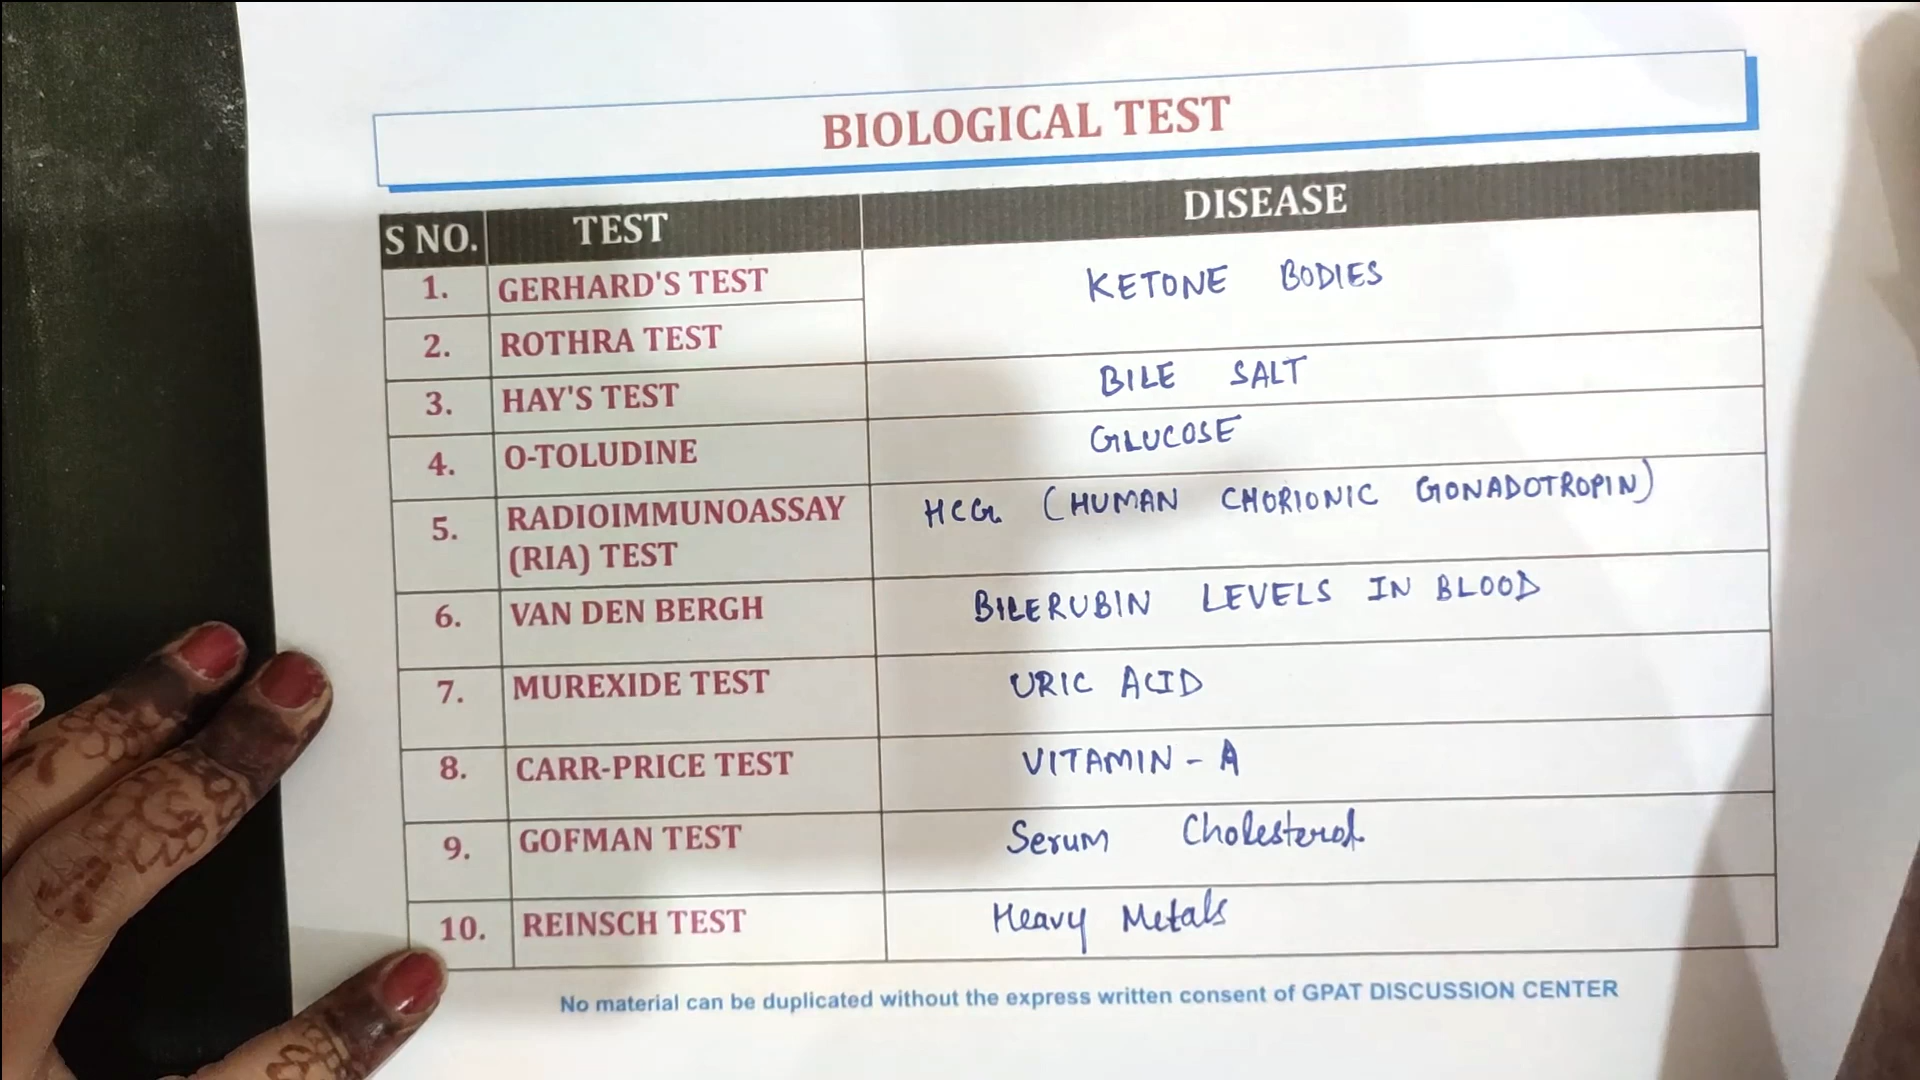 BIOLOGICAL TEST
S NO. TEST DISEASE
1. GERHARD'S TEST KETONE BODIES
2. ROTHRA TEST
3. HAY'S TEST BILE SALT
4. O-TOLUDINE GLUCOSE
5. RADIOIMMUNOASSAY HCG (HUMAN CHORIONIC GONADOTROPIN)
(RIA) TEST
6. VAN DEN BERGH BILERUBIN LEVELS IN BLOOD
7. MUREXIDE TEST URIC ACID
8. CARR-PRICE TEST VITAMIN - A
9. GOFMAN TEST Serum Cholesterol
10. REINSCH TEST Heavy Metals
No material can be duplicated without the express written consent of GPAT DISCUSSION CENTER